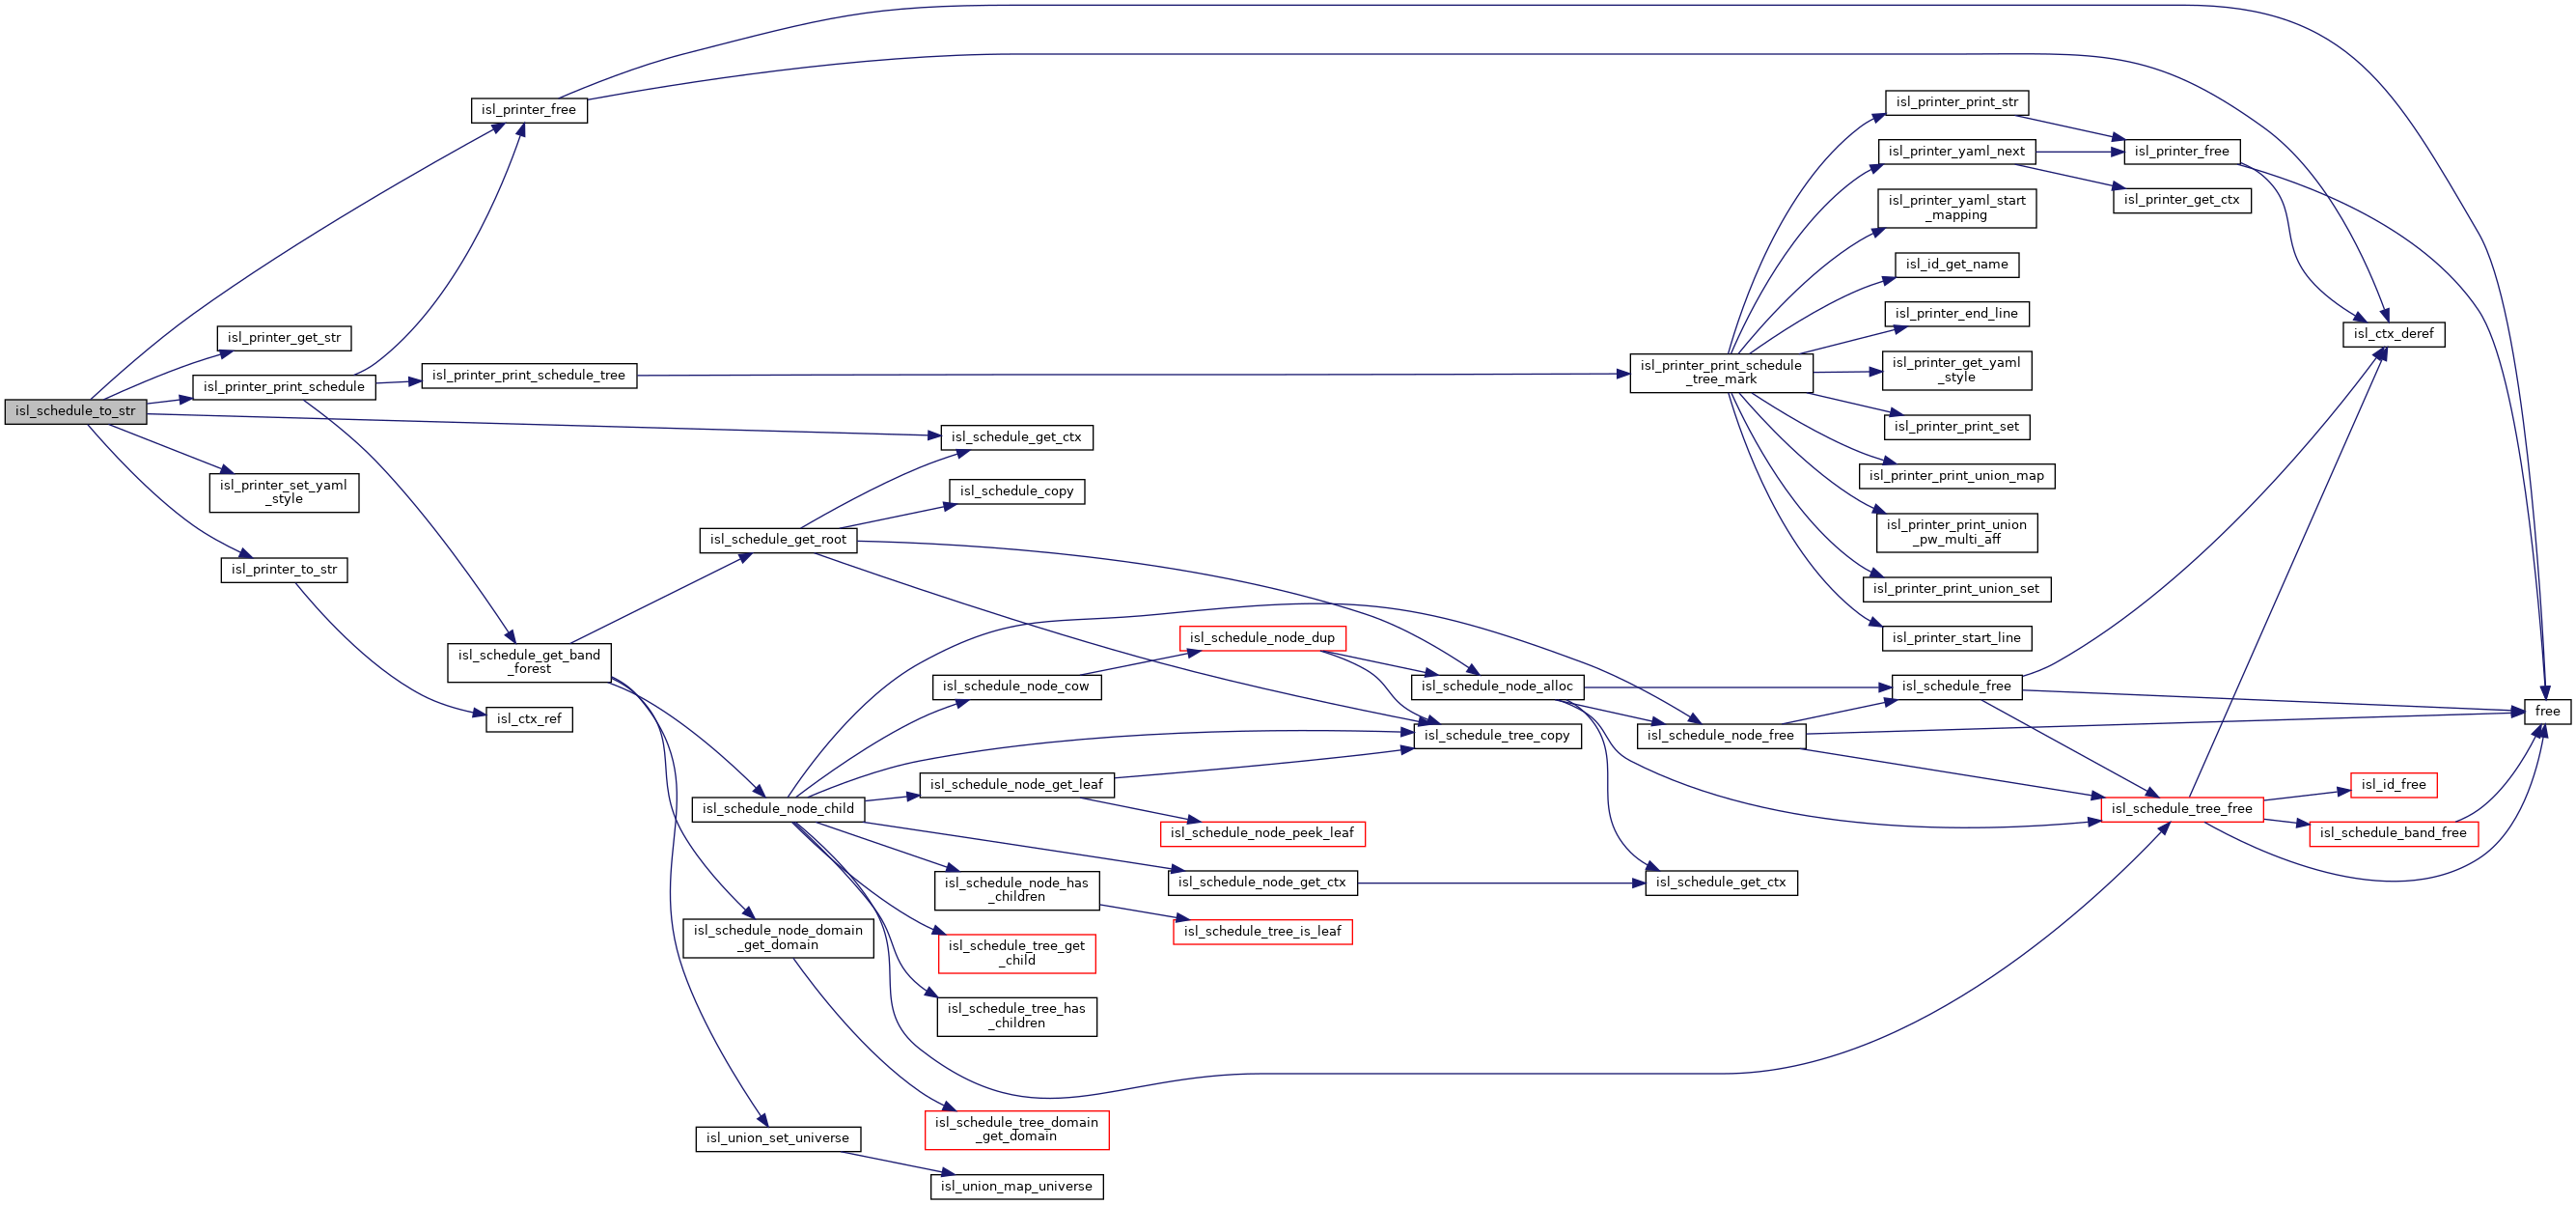 isl_schedule_to_str
isl_printer_free
isl_printer_get_str
isl_printer_print_schedule
isl_printer_set_yaml
_style
isl_printer_to_str
isl_printer_print_schedule_tree
isl_schedule_get_band
_forest
isl_ctx_ref
isl_schedule_get_ctx
isl_schedule_copy
isl_schedule_get_root
isl_schedule_node_child
isl_schedule_node_domain
_get_domain
isl_union_set_universe
isl_schedule_node_cow
isl_schedule_node_get_leaf
isl_schedule_node_has
_children
isl_schedule_tree_get
_child
isl_schedule_tree_has
_children
isl_schedule_tree_domain
_get_domain
isl_union_map_universe
isl_schedule_node_dup
isl_schedule_node_peek_leaf
isl_schedule_node_get_ctx
isl_schedule_tree_is_leaf
isl_schedule_node_alloc
isl_schedule_tree_copy
isl_printer_print_schedule
_tree_mark
isl_schedule_node_free
isl_schedule_get_ctx
isl_printer_print_str
isl_printer_yaml_next
isl_printer_yaml_start
_mapping
isl_id_get_name
isl_printer_end_line
isl_printer_get_yaml
_style
isl_printer_print_set
isl_printer_print_union_map
isl_printer_print_union
_pw_multi_aff
isl_printer_print_union_set
isl_printer_start_line
isl_schedule_free
isl_printer_free
isl_printer_get_ctx
isl_schedule_tree_free
isl_ctx_deref
isl_id_free
isl_schedule_band_free
free